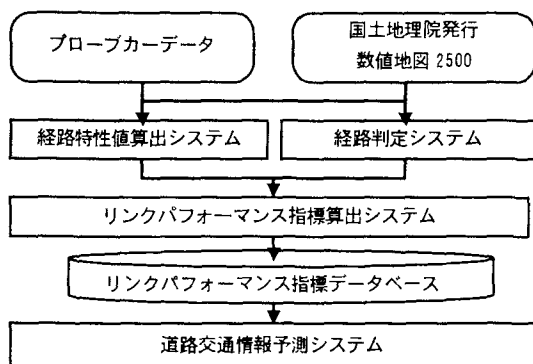 プローブカーデータ
国土地理院発行
数値地図 2500
経路特性値算出システム
経路判定システム
リンクパフォーマンス指標算出システム
リンクパフォーマンス指標データベース
道路交通情報予測システム